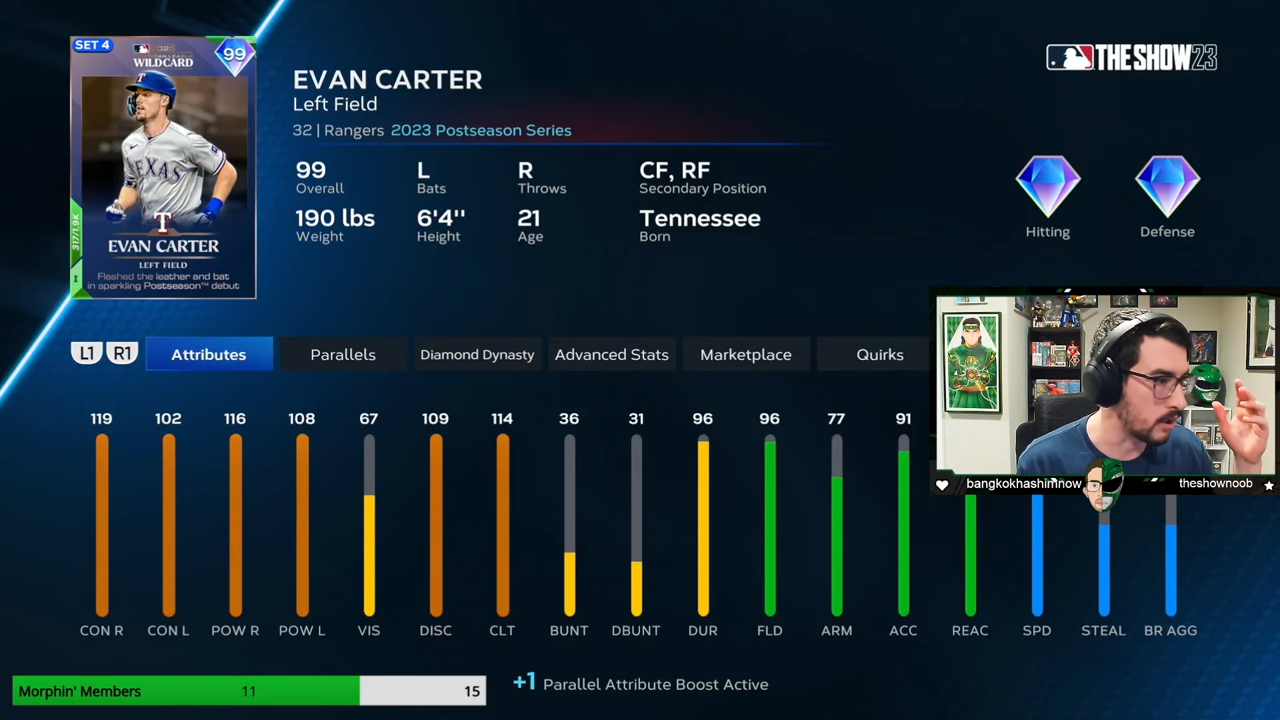 SET 4
99
WILDCARD
TEXAS
T
EVAN CARTER
LEFT FIELD
Flashed the leather and bat
in sparkling Postseason™ debut
317/1.9K
I
EVAN CARTER
Left Field
32 | Rangers 2023 Postseason Series
99 L R CF, RF
Overall Bats Throws Secondary Position
190 lbs 6'4'' 21 Tennessee
Weight Height Age Born
THE SHOW 23
Hitting Defense
L1 R1 Attributes Parallels Diamond Dynasty Advanced Stats Marketplace Quirks
119 102 116 108 67 109 114 36 31 96 96 77 91
CON R CON L POW R POW L VIS DISC CLT BUNT DBUNT DUR FLD ARM ACC REAC SPD STEAL BR AGG
bangkokhashimnow theshownoob
Morphin' Members 11 15
+1 Parallel Attribute Boost Active